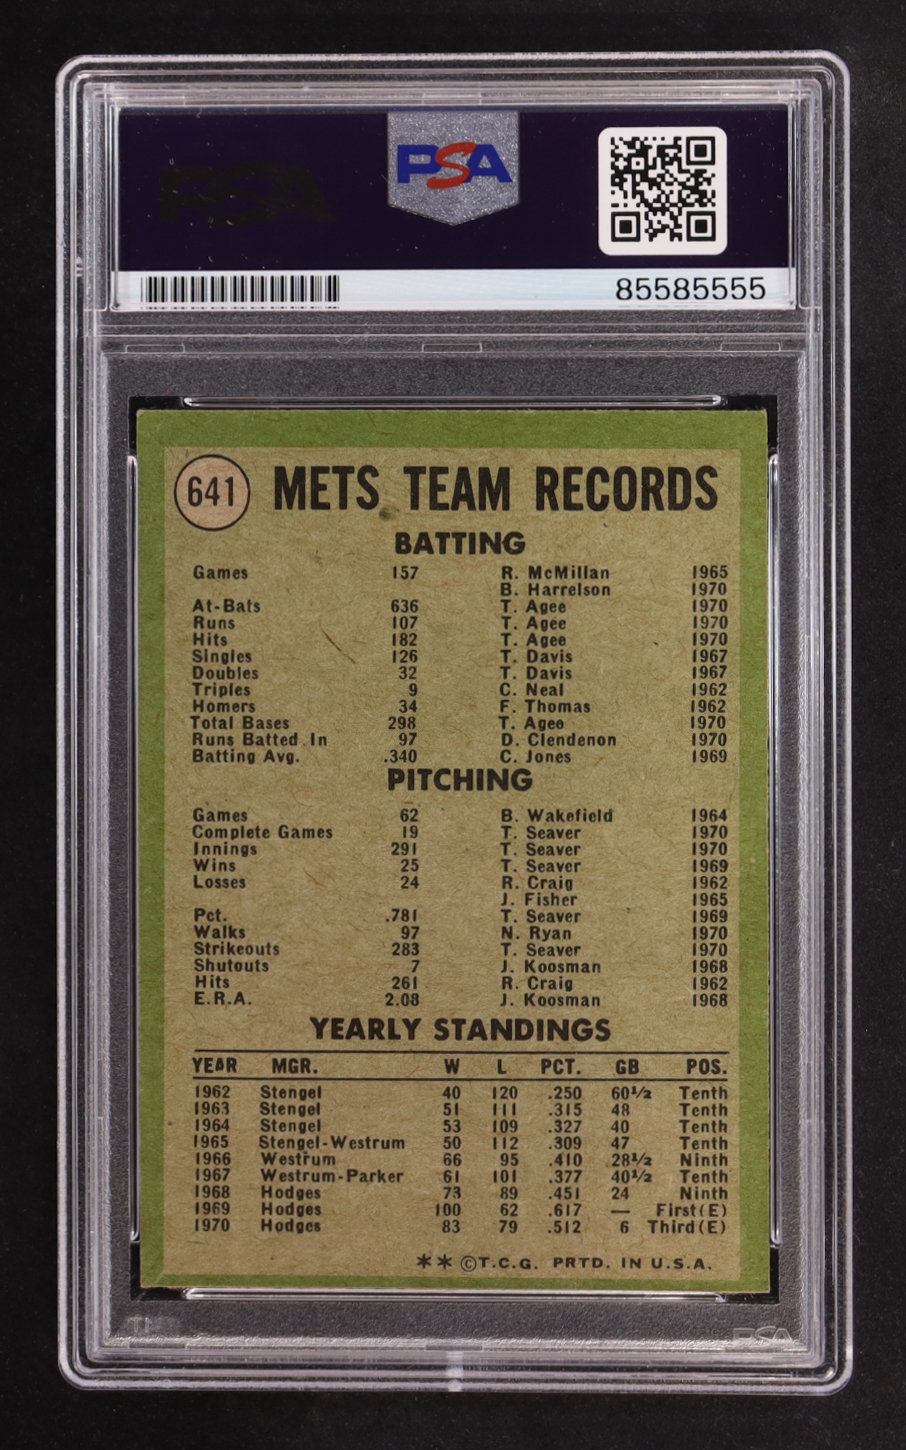 PSA
85585555
641 METS TEAM RECORDS
BATTING
Games 157 R. McMillan 1965
B. Harrelson 1970
At-Bats 636 T. Agee 1970
Runs 107 T. Agee 1970
Hits 182 T. Agee 1970
Singles 126 T. Davis 1967
Doubles 32 T. Davis 1967
Triples 9 C. Neal 1962
Homers 34 F. Thomas 1962
Total Bases 298 T. Agee 1970
Runs Batted In 97 D. Clendenon 1970
Batting Avg. .340 C. Jones 1969
PITCHING
Games 62 B. Wakefield 1964
Complete Games 19 T. Seaver 1970
Innings 291 T. Seaver 1970
Wins 25 T. Seaver 1969
Losses 24 R. Craig 1962
J. Fisher 1965
Pct. .781 T. Seaver 1969
Walks 97 N. Ryan 1970
Strikeouts 283 T. Seaver 1970
Shutouts 7 J. Koosman 1968
Hits 261 R. Craig 1962
E.R.A. 2.08 J. Koosman 1968
YEARLY STANDINGS
YEAR MGR. W L PCT. GB POS.
1962 Stengel 40 120 .250 60½ Tenth
1963 Stengel 51 111 .315 48 Tenth
1964 Stengel 53 109 .327 40 Tenth
1965 Stengel-Westrum 50 112 .309 47 Tenth
1966 Westrum 66 95 .410 28½ Ninth
1967 Westrum-Parker 61 101 .377 40½ Tenth
1968 Hodges 73 89 .451 24 Ninth
1969 Hodges 100 62 .617 — First(E)
1970 Hodges 83 79 .512 6 Third(E)
** ©T.C.G. PRTD. IN U.S.A.
PSA